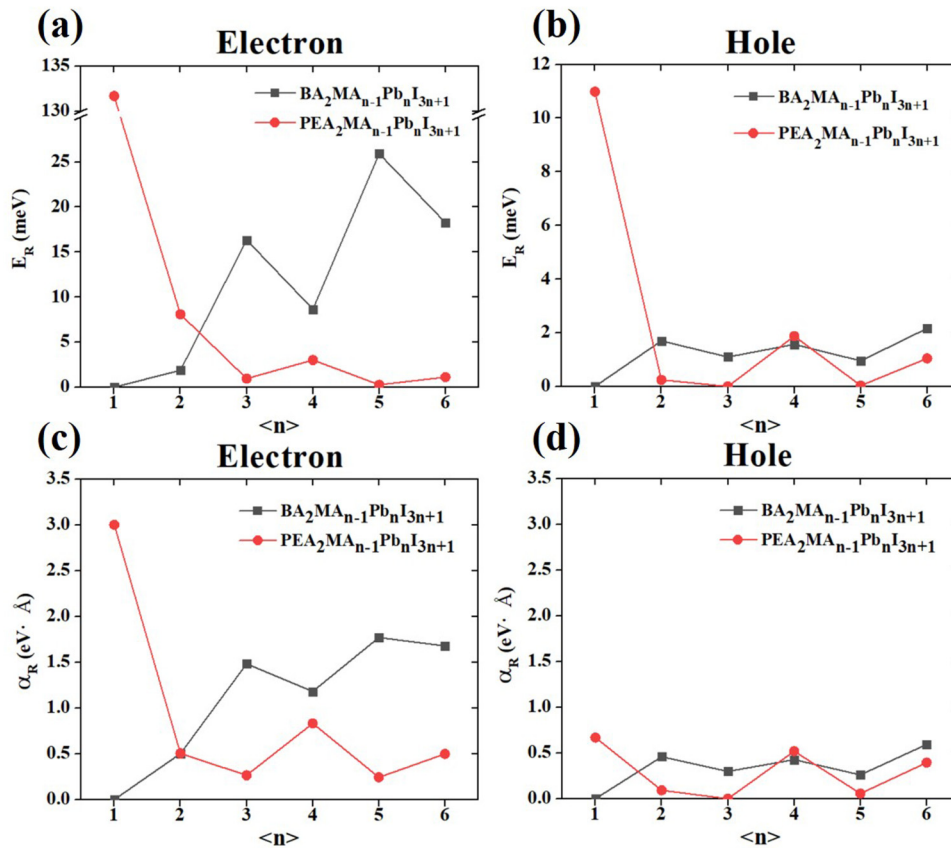 (a)
Electron
135
130
25
20
15
10
5
0
E_R (meV)
BA₂MAₙ₋₁PbₙI₃ₙ₊₁
PEA₂MAₙ₋₁PbₙI₃ₙ₊₁
1 2 3 4 5 6
<n>
(b)
Hole
12
10
8
6
4
2
0
E_R (meV)
BA₂MAₙ₋₁PbₙI₃ₙ₊₁
PEA₂MAₙ₋₁PbₙI₃ₙ₊₁
1 2 3 4 5 6
<n>
(c)
Electron
3.5
3.0
2.5
2.0
1.5
1.0
0.5
0.0
α_R (eV· Å)
BA₂MAₙ₋₁PbₙI₃ₙ₊₁
PEA₂MAₙ₋₁PbₙI₃ₙ₊₁
1 2 3 4 5 6
<n>
(d)
Hole
3.5
3.0
2.5
2.0
1.5
1.0
0.5
0.0
α_R (eV· Å)
BA₂MAₙ₋₁PbₙI₃ₙ₊₁
PEA₂MAₙ₋₁PbₙI₃ₙ₊₁
1 2 3 4 5 6
<n>